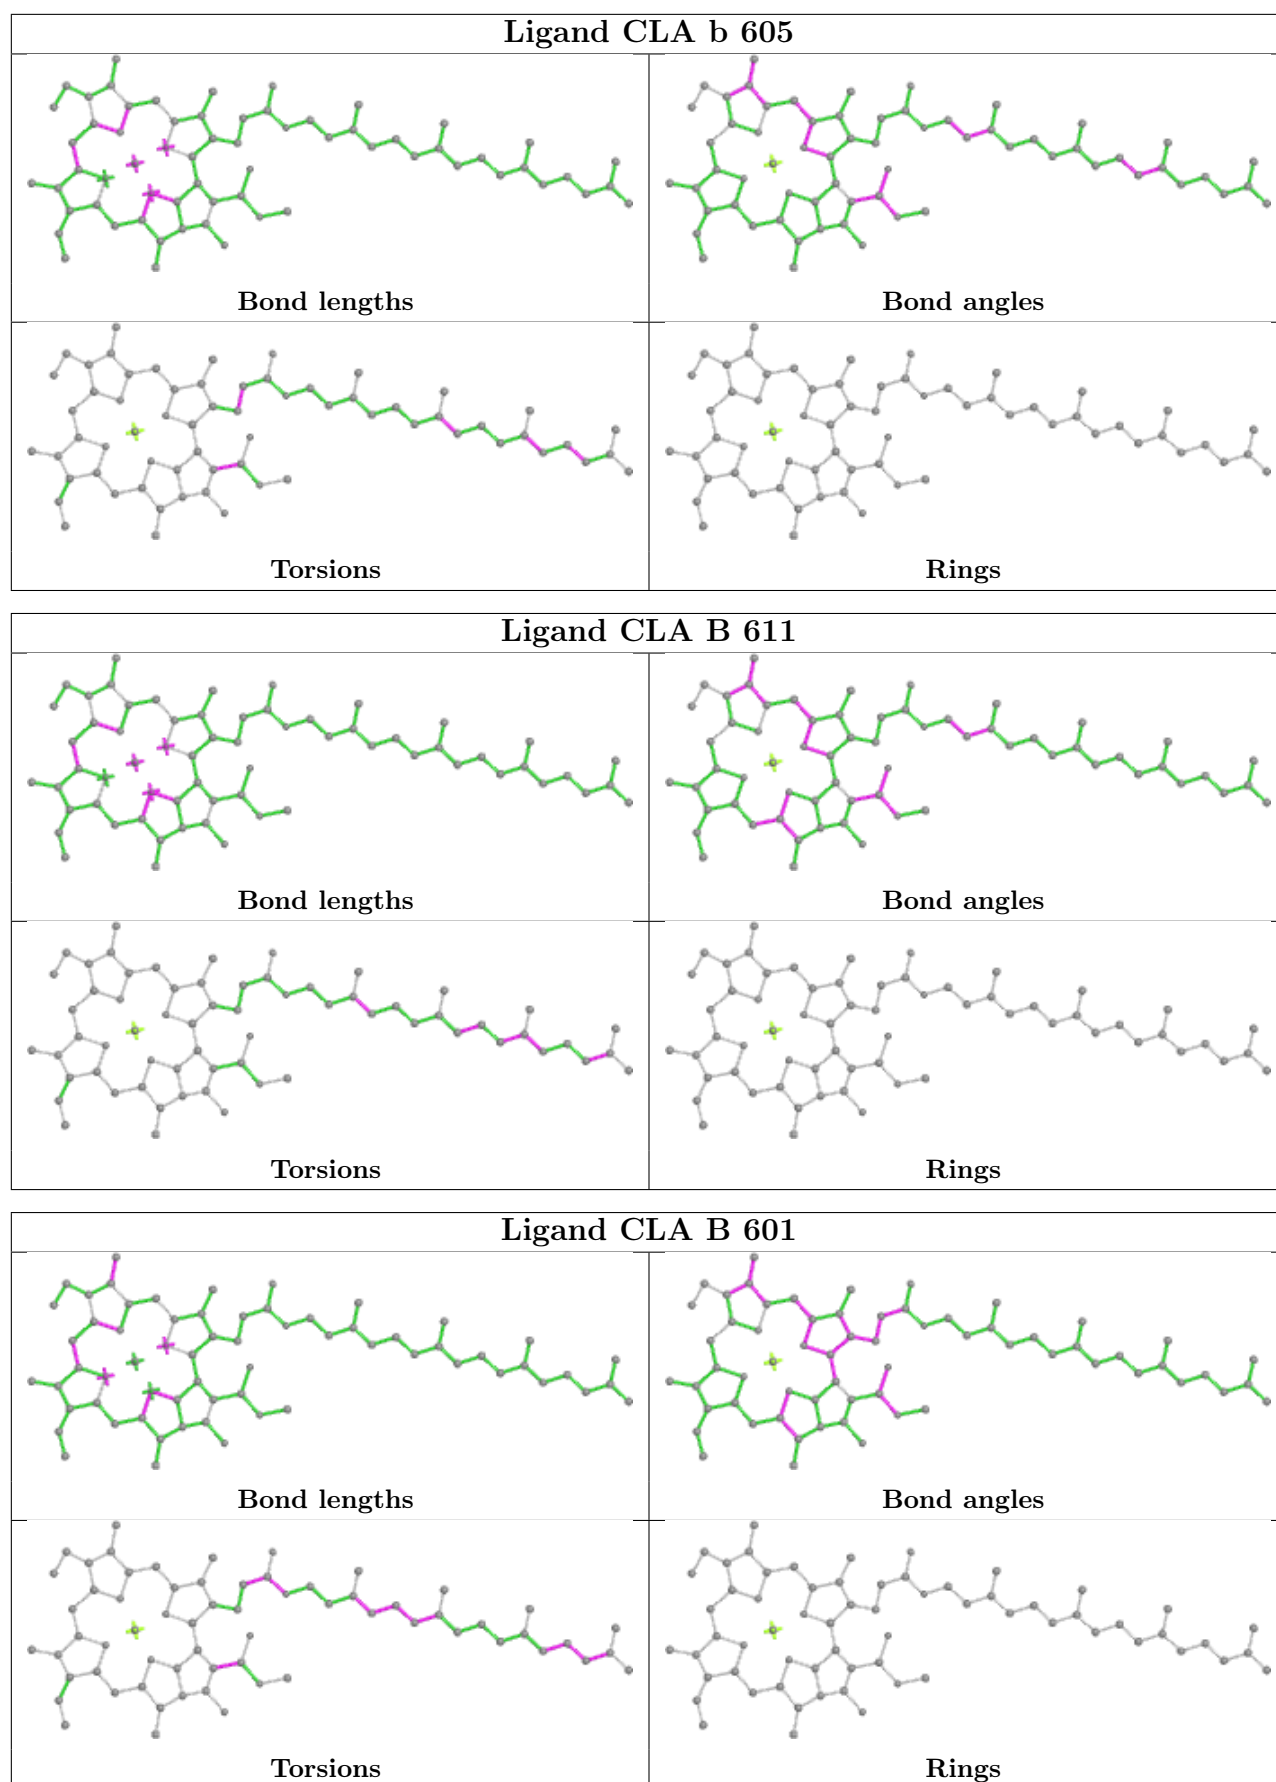 Ligand CLA b 605
Bond lengths
Bond angles
Torsions
Rings
Ligand CLA B 611
Bond lengths
Bond angles
Torsions
Rings
Ligand CLA B 601
Bond lengths
Bond angles
Torsions
Rings